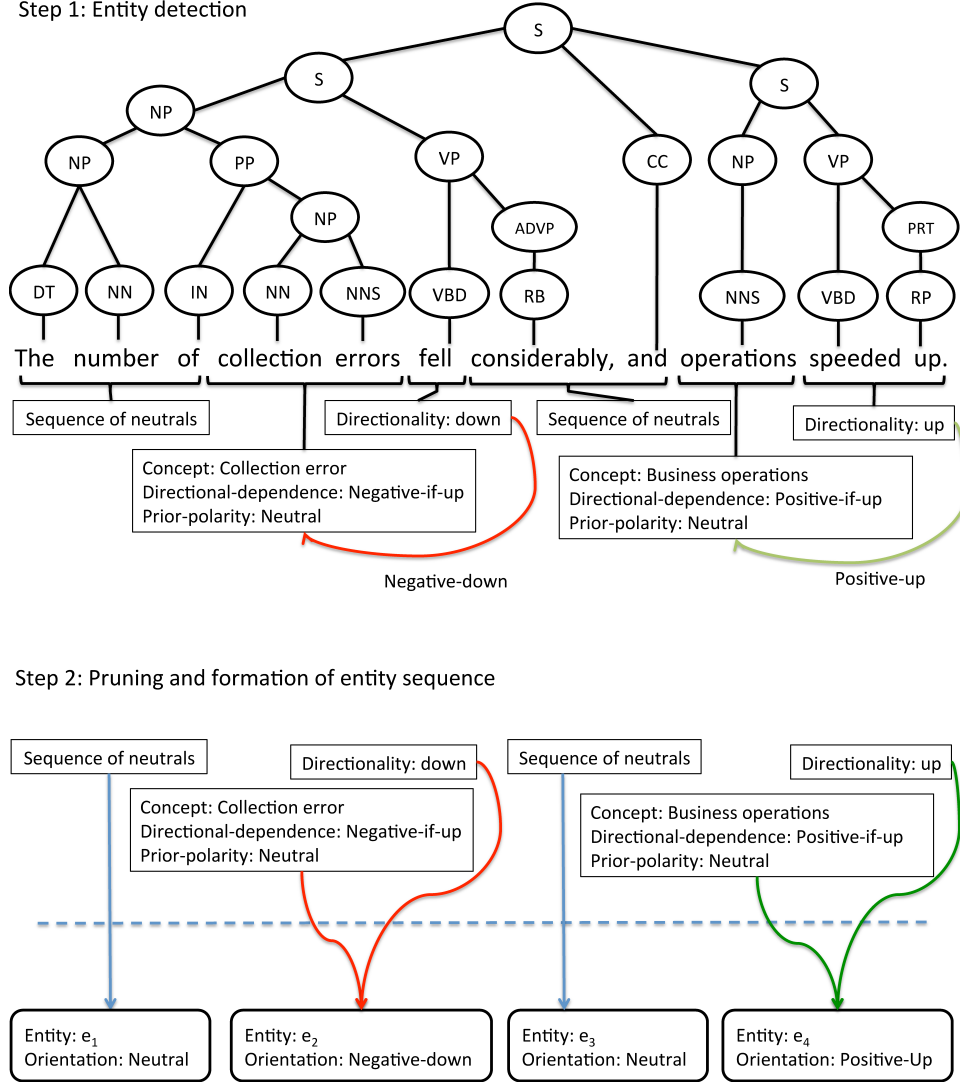 Step 1: Entity detection
S
S
S
NP
NP
PP
VP
CC
NP
VP
NP
ADVP
PRT
DT
NN
IN
NN
NNS
VBD
RB
NNS
VBD
RP
The number of collection errors fell considerably, and operations speeded up.
Sequence of neutrals
Directionality: down
Sequence of neutrals
Directionality: up
Concept: Collection error
Directional-dependence: Negative-if-up
Prior-polarity: Neutral
Concept: Business operations
Directional-dependence: Positive-if-up
Prior-polarity: Neutral
Negative-down
Positive-up
Step 2: Pruning and formation of entity sequence
Sequence of neutrals
Directionality: down
Sequence of neutrals
Directionality: up
Concept: Collection error
Directional-dependence: Negative-if-up
Prior-polarity: Neutral
Concept: Business operations
Directional-dependence: Positive-if-up
Prior-polarity: Neutral
Entity: e1
Orientation: Neutral
Entity: e2
Orientation: Negative-down
Entity: e3
Orientation: Neutral
Entity: e4
Orientation: Positive-Up